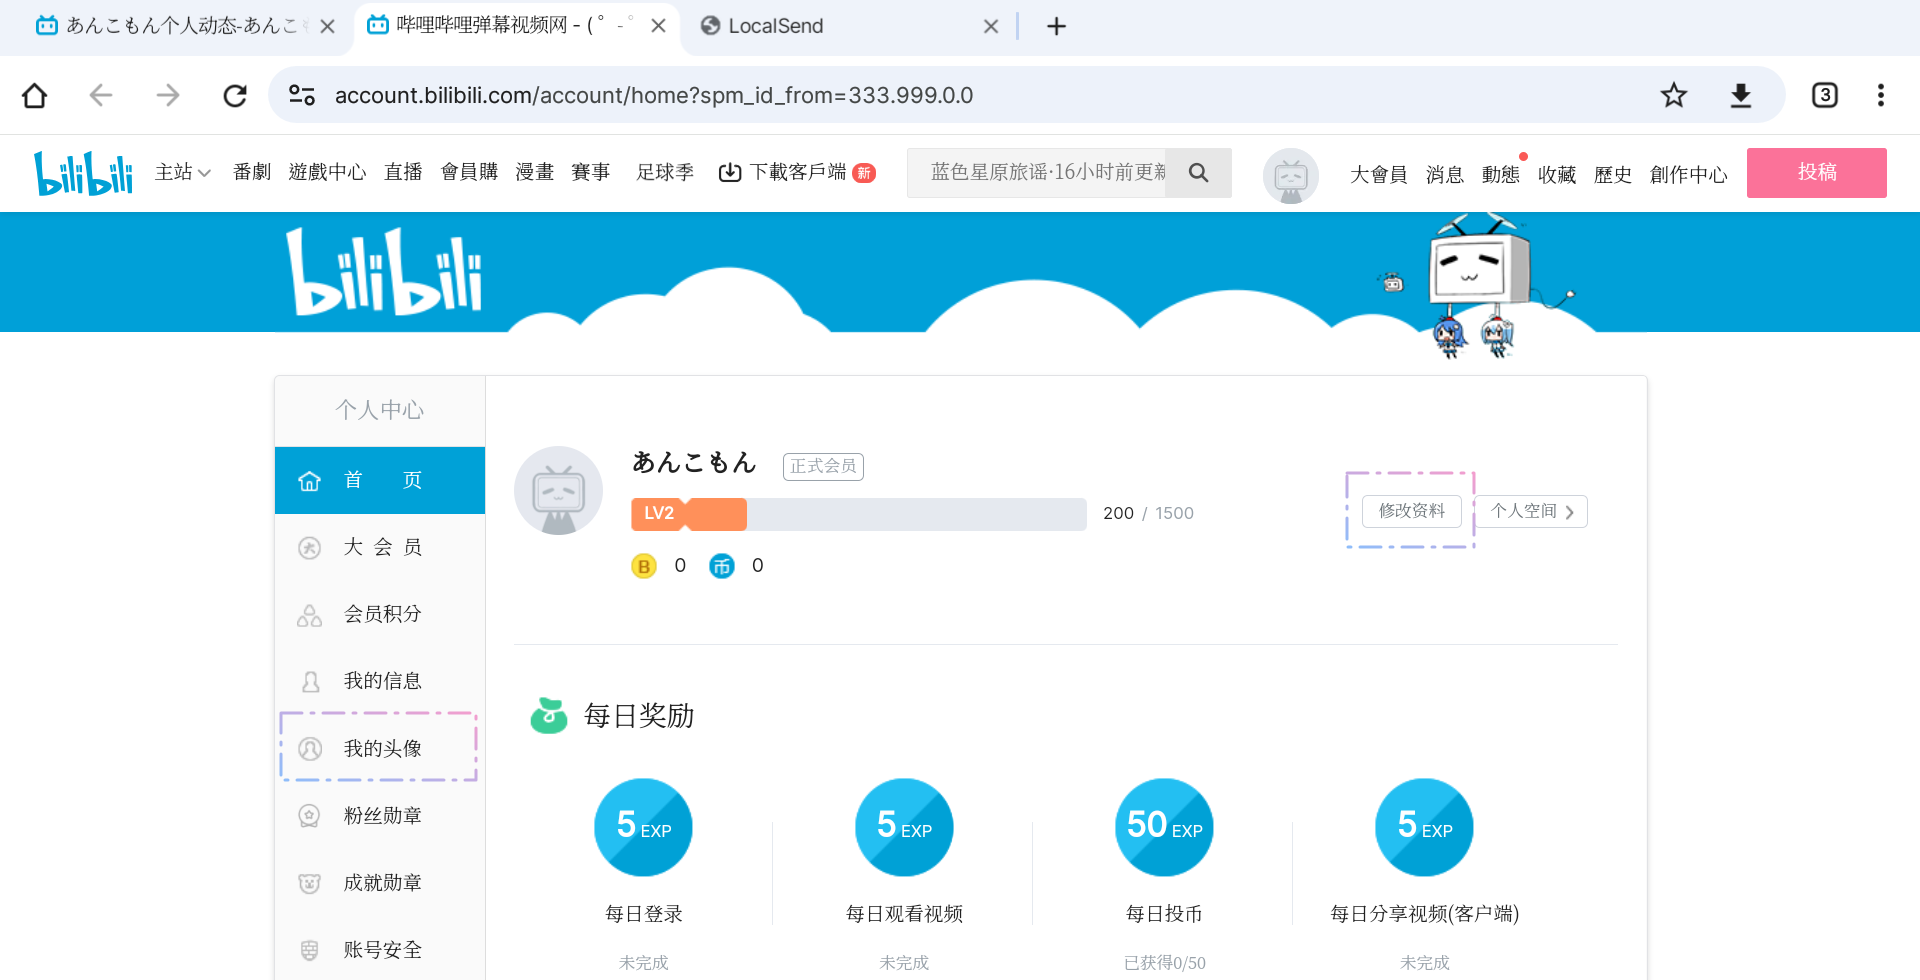 あんこもん个人动态-あんこ
哔哩哔哩弹幕视频网 - ( ゜- ゜
LocalSend
account.bilibili.com/account/home?spm_id_from=333.999.0.0
3
bilibili
主站
番劇
遊戲中心
直播
會員購
漫畫
賽事
足球季
下載客戶端
新
蓝色星原旅谣·16小时前更新
大會員
消息
動態
收藏
歷史
創作中心
投稿
bilibili
个人中心
首 页
大 会 员
会员积分
我的信息
我的头像
粉丝勋章
成就勋章
账号安全
あんこもん
正式会员
LV2
200 / 1500
B 0 币 0
修改资料
个人空间
每日奖励
5 EXP
每日登录
未完成
5 EXP
每日观看视频
未完成
50 EXP
每日投币
已获得0/50
5 EXP
每日分享视频(客户端)
未完成